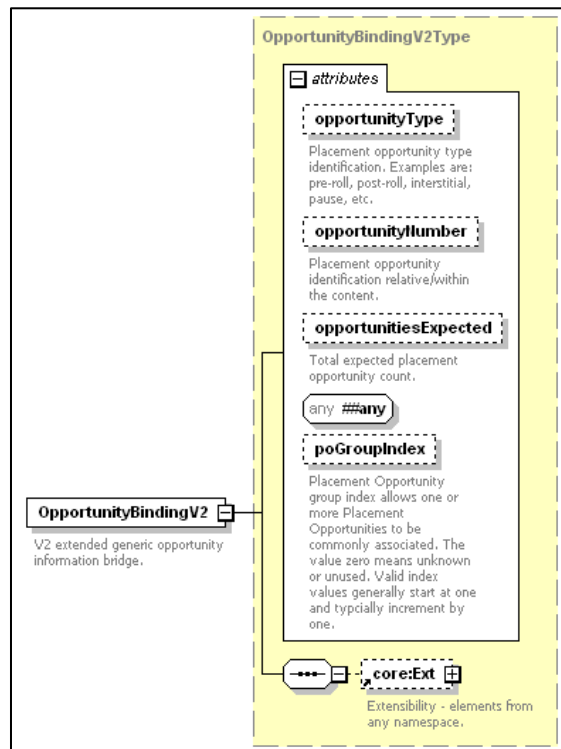 OpportunityBindingV2Type
attributes
opportunityType
Placement opportunity type
identification. Examples are:
pre-roll, post-roll, interstitial,
pause, etc.
opportunityNumber
Placement opportunity
identification relative/within
the content.
opportunitiesExpected
Total expected placement
opportunity count.
any ##any
poGroupIndex
Placement Opportunity
group index allows one or
more Placement
Opportunities to be
commonly associated. The
value zero means unknown
or unused. Valid index
values generally start at one
and typcially increment by
one.
OpportunityBindingV2
V2 extended generic opportunity
information bridge.
core:Ext
Extensibility - elements from
any namespace.